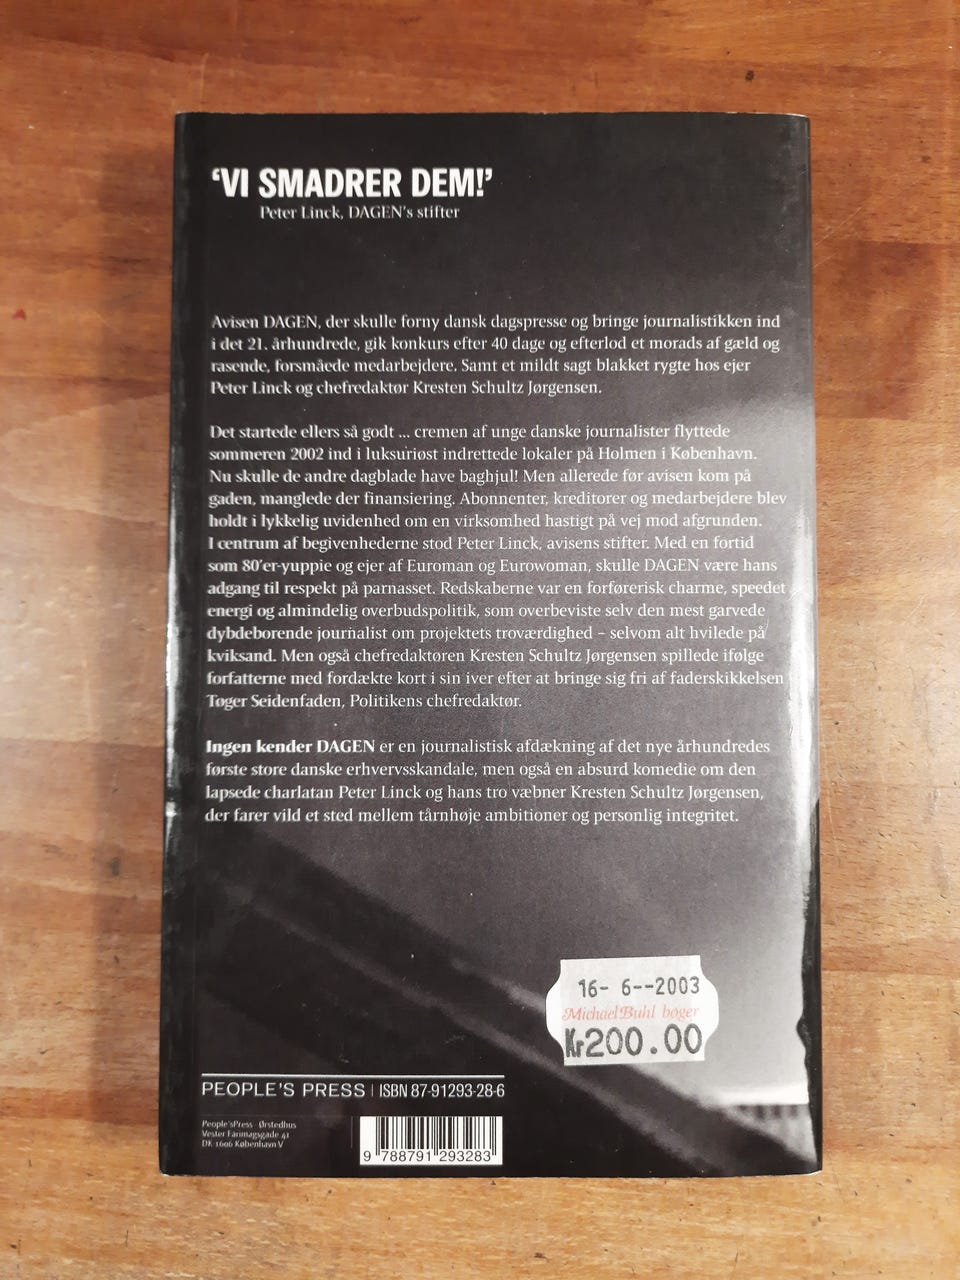 ‘VI SMADRER DEM!’
Peter Linck, DAGEN’s stifter
Avisen DAGEN, der skulle forny dansk dagspresse og bringe journalistikken ind
i det 21. århundrede, gik konkurs efter 40 dage og efterlod et morads af gæld og
rasende, forsmåede medarbejdere. Samt et mildt sagt blakket rygte hos ejer
Peter Linck og chefredaktør Kresten Schultz Jørgensen.
Det startede ellers så godt ... cremen af unge danske journalister flyttede
sommeren 2002 ind i luksuriøst indrettede lokaler på Holmen i København.
Nu skulle de andre dagblade have baghjul! Men allerede før avisen kom på
gaden, manglede der finansiering. Abonnenter, kreditorer og medarbejdere blev
holdt i lykkelig uvidenhed om en virksomhed hastigt på vej mod afgrunden.
I centrum af begivenhederne stod Peter Linck, avisens stifter. Med en fortid
som 80’er-yuppie og ejer af Euroman og Eurowoman, skulle DAGEN være hans
adgang til respekt på parnasset. Redskaberne var en forførerisk charme, speedet
energi og almindelig overbudspolitik, som overbeviste selv den mest garvede
dybdeborende journalist om projektets troværdighed – selvom alt hvilede på
kviksand. Men også chefredaktøren Kresten Schultz Jørgensen spillede ifølge
forfatterne med fordækte kort i sin iver efter at bringe sig fri af faderskikkelsen
Tøger Seidenfaden, Politikens chefredaktør.
Ingen kender DAGEN er en journalistisk afdækning af det nye århundredes
første store danske erhvervsskandale, men også en absurd komedie om den
lapsede charlatan Peter Linck og hans tro væbner Kresten Schultz Jørgensen,
der farer vild et sted mellem tårnhøje ambitioner og personlig integritet.
16- 6--2003
Michael Buhl bøger
Kr200.00
PEOPLE’S PRESS | ISBN 87-91293-28-6
People’sPress · Ørstedhus
Vester Farimagsgade 41
DK-1606 København V
9 788791 293283